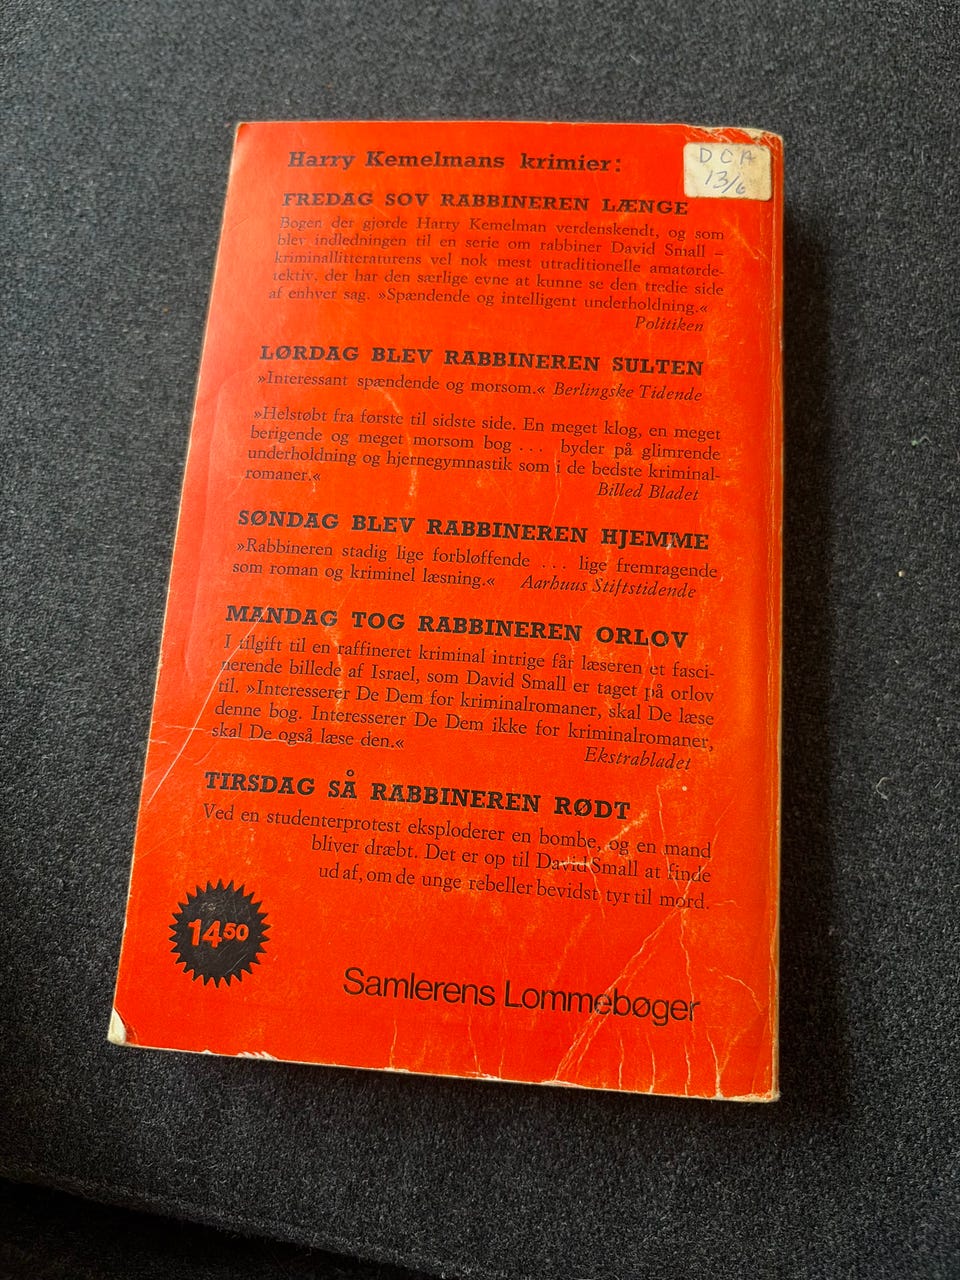 DCA
13/6
Harry Kemelmans krimier:
FREDAG SOV RABBINEREN LÆNGE
Bogen der gjorde Harry Kemelman verdenskendt, og som
blev indledningen til en serie om rabbiner David Small –
kriminallitteraturens vel nok mest utraditionelle amatørde-
tektiv, der har den særlige evne at kunne se den tredie side
af enhver sag. »Spændende og intelligent underholdning.«
Politiken
LØRDAG BLEV RABBINEREN SULTEN
»Interessant spændende og morsom.« Berlingske Tidende
»Helstøbt fra første til sidste side. En meget klog, en meget
berigende og meget morsom bog ... byder på glimrende
underholdning og hjernegymnastik som i de bedste kriminal-
romaner.«
Billed Bladet
SØNDAG BLEV RABBINEREN HJEMME
»Rabbineren stadig lige forbløffende ... lige fremragende
som roman og kriminel læsning.« Aarhuus Stiftstidende
MANDAG TOG RABBINEREN ORLOV
I tilgift til en raffineret kriminal intrige får læseren et fasci-
nerende billede af Israel, som David Small er taget på orlov
til. »Interesserer De Dem for kriminalromaner, skal De læse
denne bog. Interesserer De Dem ikke for kriminalromaner,
skal De også læse den.«
Ekstrabladet
TIRSDAG SÅ RABBINEREN RØDT
Ved en studenterprotest eksploderer en bombe, og en mand
bliver dræbt. Det er op til David Small at finde
ud af, om de unge rebeller bevidst tyr til mord.
14 50
Samlerens Lommebøger